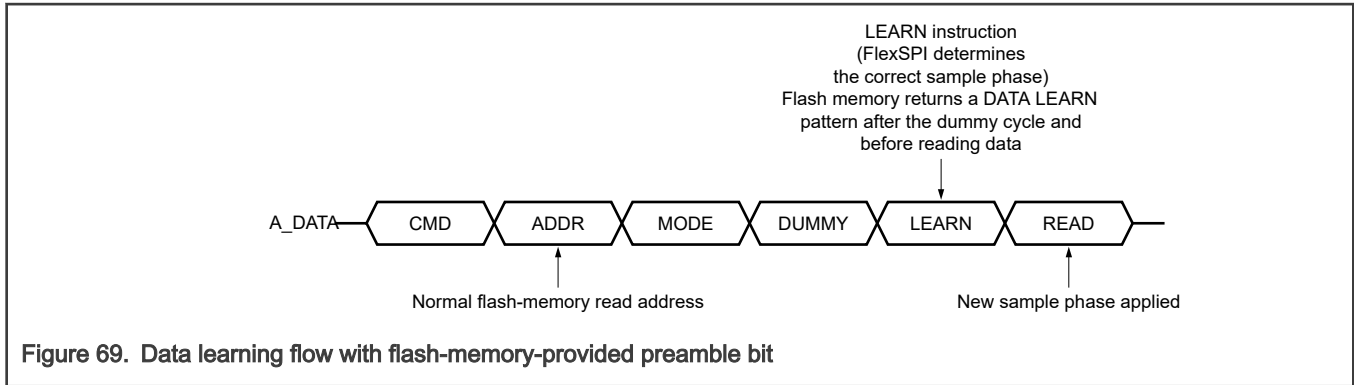 LEARN instruction
(FlexSPI determines
the correct sample phase)
Flash memory returns a DATA LEARN
pattern after the dummy cycle and
before reading data
A_DATA CMD ADDR MODE DUMMY LEARN READ
Normal flash-memory read address New sample phase applied
Figure 69. Data learning flow with flash-memory-provided preamble bit